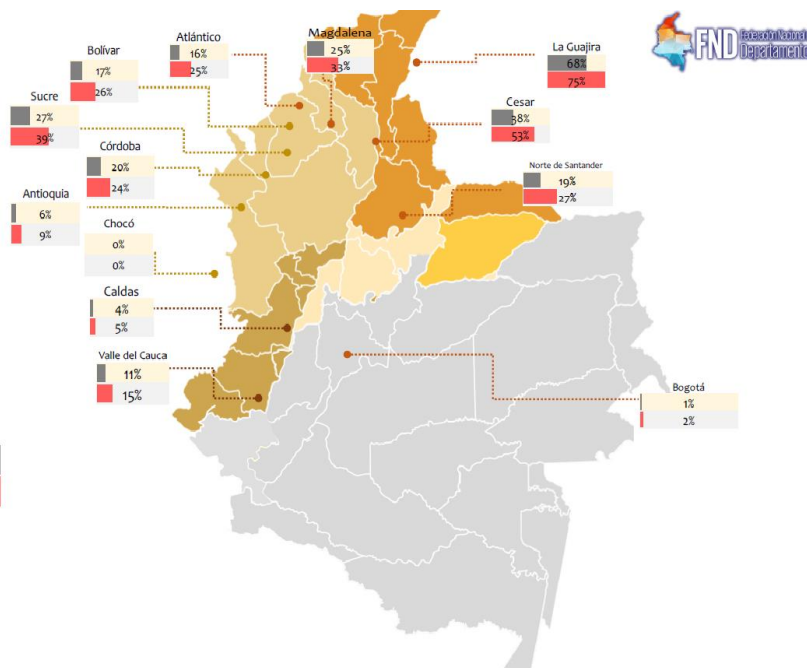 Atlántico
16%
25%
Magdalena
25%
33%
La Guajira
68%
75%
FND Federación Nacional
Departamento
Bolívar
17%
26%
Sucre
27%
39%
Cesar
38%
53%
Córdoba
20%
24%
Norte de Santander
19%
27%
Antioquia
6%
9%
Chocó
0%
0%
Caldas
4%
5%
Valle del Cauca
11%
15%
Bogotá
1%
2%